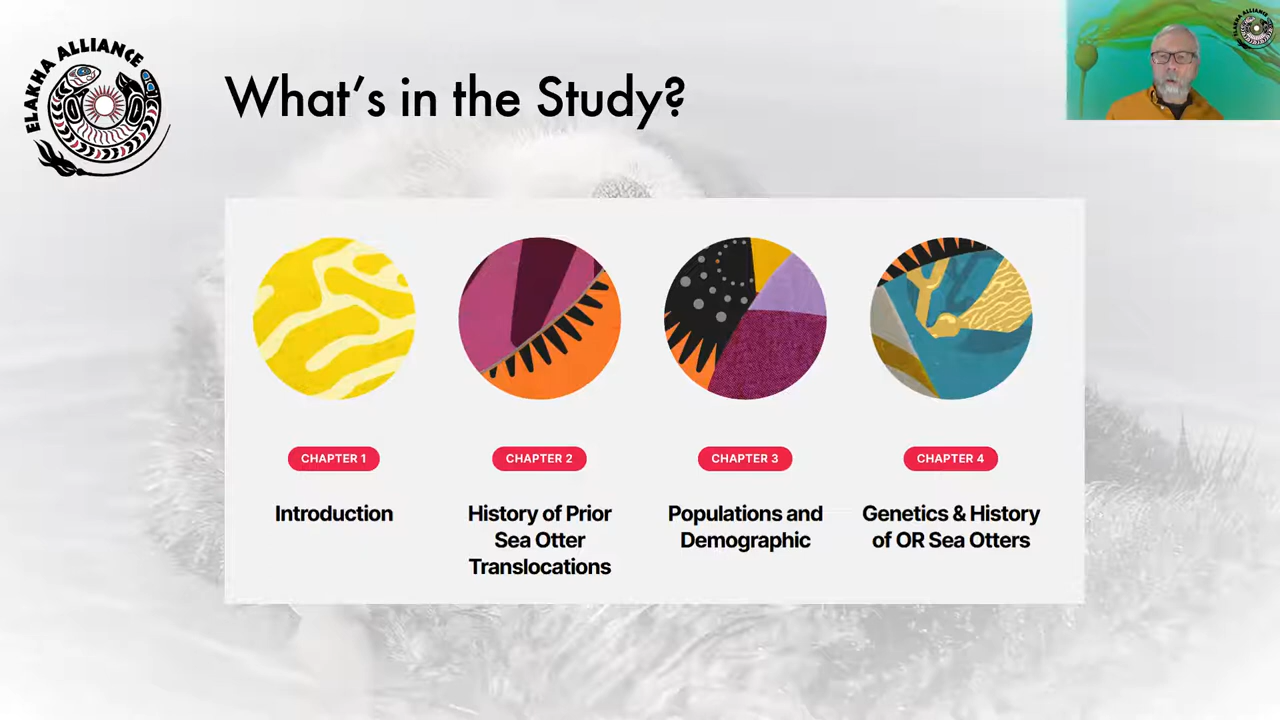 ELAKHA ALLIANCE
What's in the Study?
CHAPTER 1
Introduction
CHAPTER 2
History of Prior
Sea Otter
Translocations
CHAPTER 3
Populations and
Demographic
CHAPTER 4
Genetics & History
of OR Sea Otters